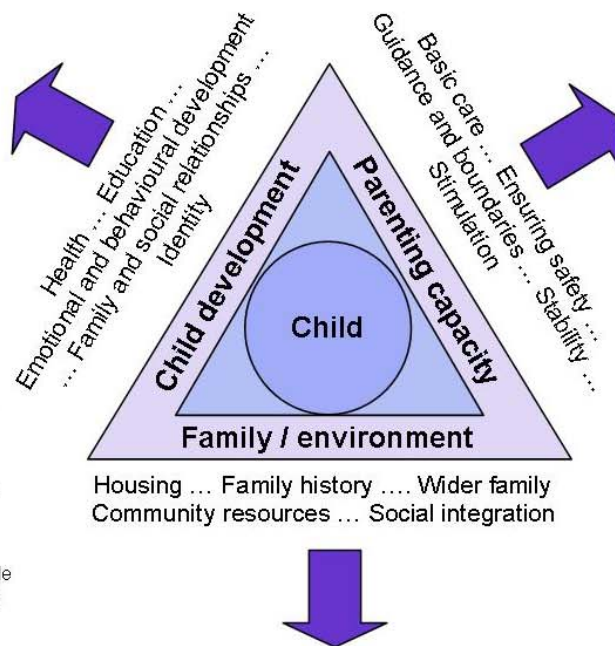 Health … Education …
Emotional and behavioural development
… Family and social relationships …
Identity
Basic care … Ensuring safety …
Guidance and boundaries … Stability …
Stimulation
Child development
Parenting capacity
Child
Family / environment
Housing … Family history …. Wider family
Community resources … Social integration